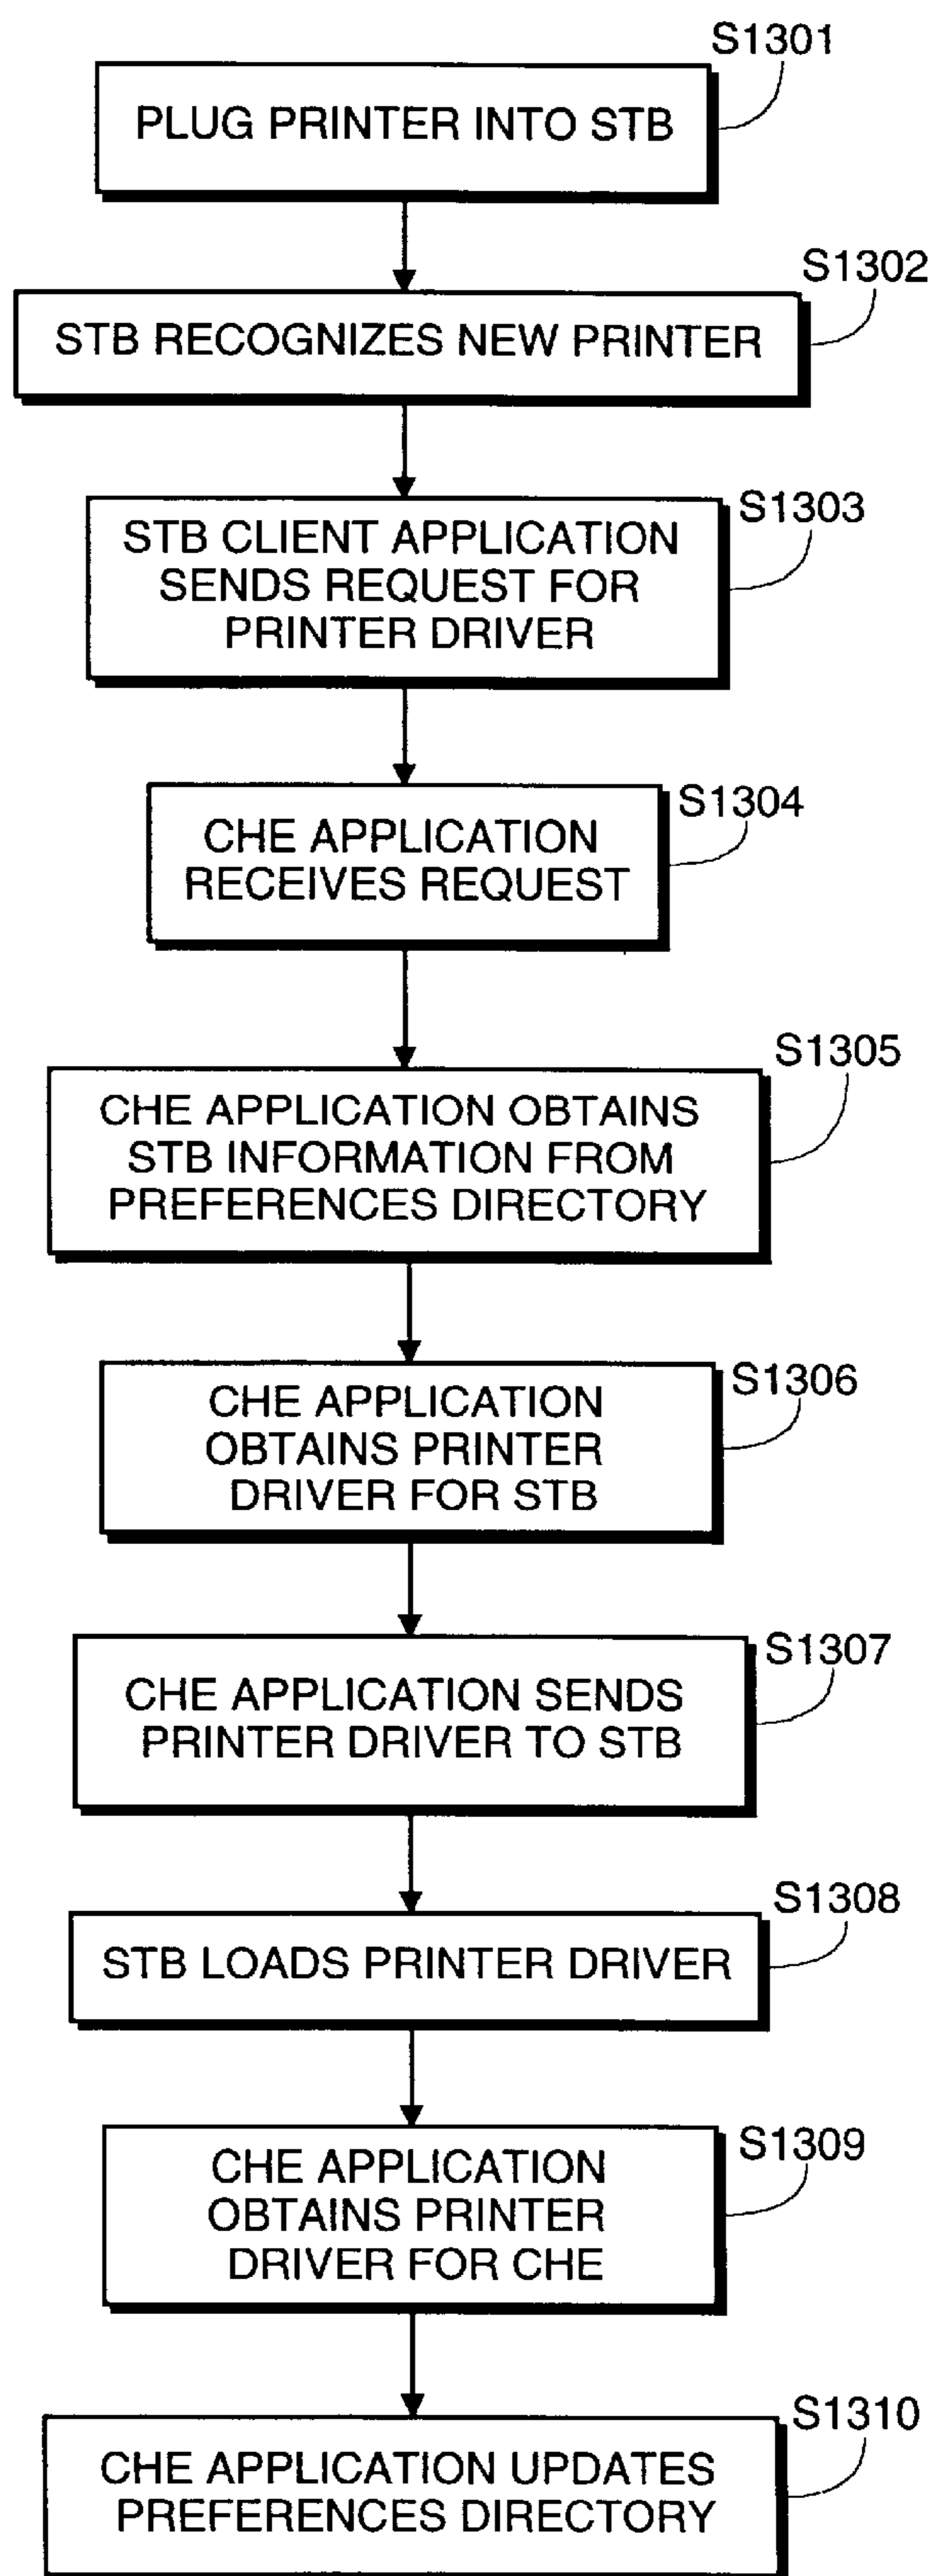 S1301
PLUG PRINTER INTO STB
S1302
STB RECOGNIZES NEW PRINTER
S1303
STB CLIENT APPLICATION
SENDS REQUEST FOR
PRINTER DRIVER
S1304
CHE APPLICATION
RECEIVES REQUEST
S1305
CHE APPLICATION OBTAINS
STB INFORMATION FROM
PREFERENCES DIRECTORY
S1306
CHE APPLICATION
OBTAINS PRINTER
DRIVER FOR STB
S1307
CHE APPLICATION SENDS
PRINTER DRIVER TO STB
S1308
STB LOADS PRINTER DRIVER
S1309
CHE APPLICATION
OBTAINS PRINTER
DRIVER FOR CHE
S1310
CHE APPLICATION UPDATES
PREFERENCES DIRECTORY